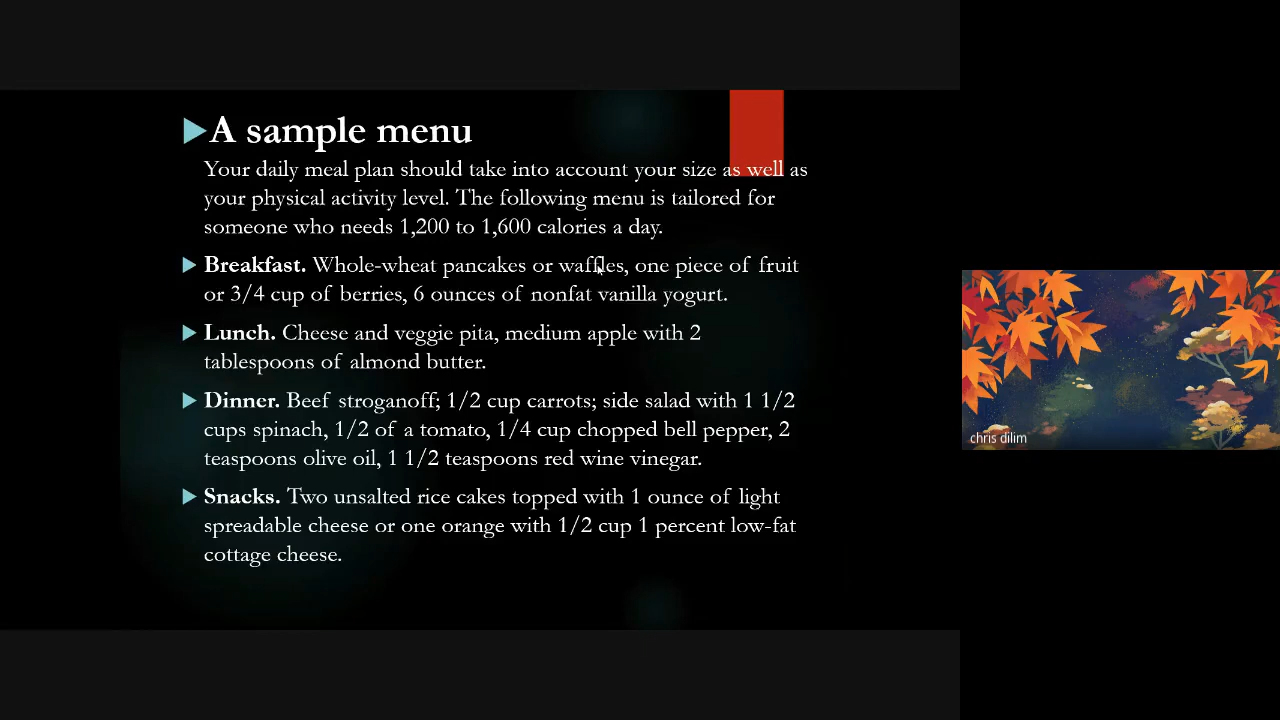 A sample menu
Your daily meal plan should take into account your size as well as
your physical activity level. The following menu is tailored for
someone who needs 1,200 to 1,600 calories a day.
Breakfast. Whole-wheat pancakes or waffles, one piece of fruit
or 3/4 cup of berries, 6 ounces of nonfat vanilla yogurt.
Lunch. Cheese and veggie pita, medium apple with 2
tablespoons of almond butter.
Dinner. Beef stroganoff; 1/2 cup carrots; side salad with 1 1/2
cups spinach, 1/2 of a tomato, 1/4 cup chopped bell pepper, 2
teaspoons olive oil, 1 1/2 teaspoons red wine vinegar.
Snacks. Two unsalted rice cakes topped with 1 ounce of light
spreadable cheese or one orange with 1/2 cup 1 percent low-fat
cottage cheese.
chris dilim